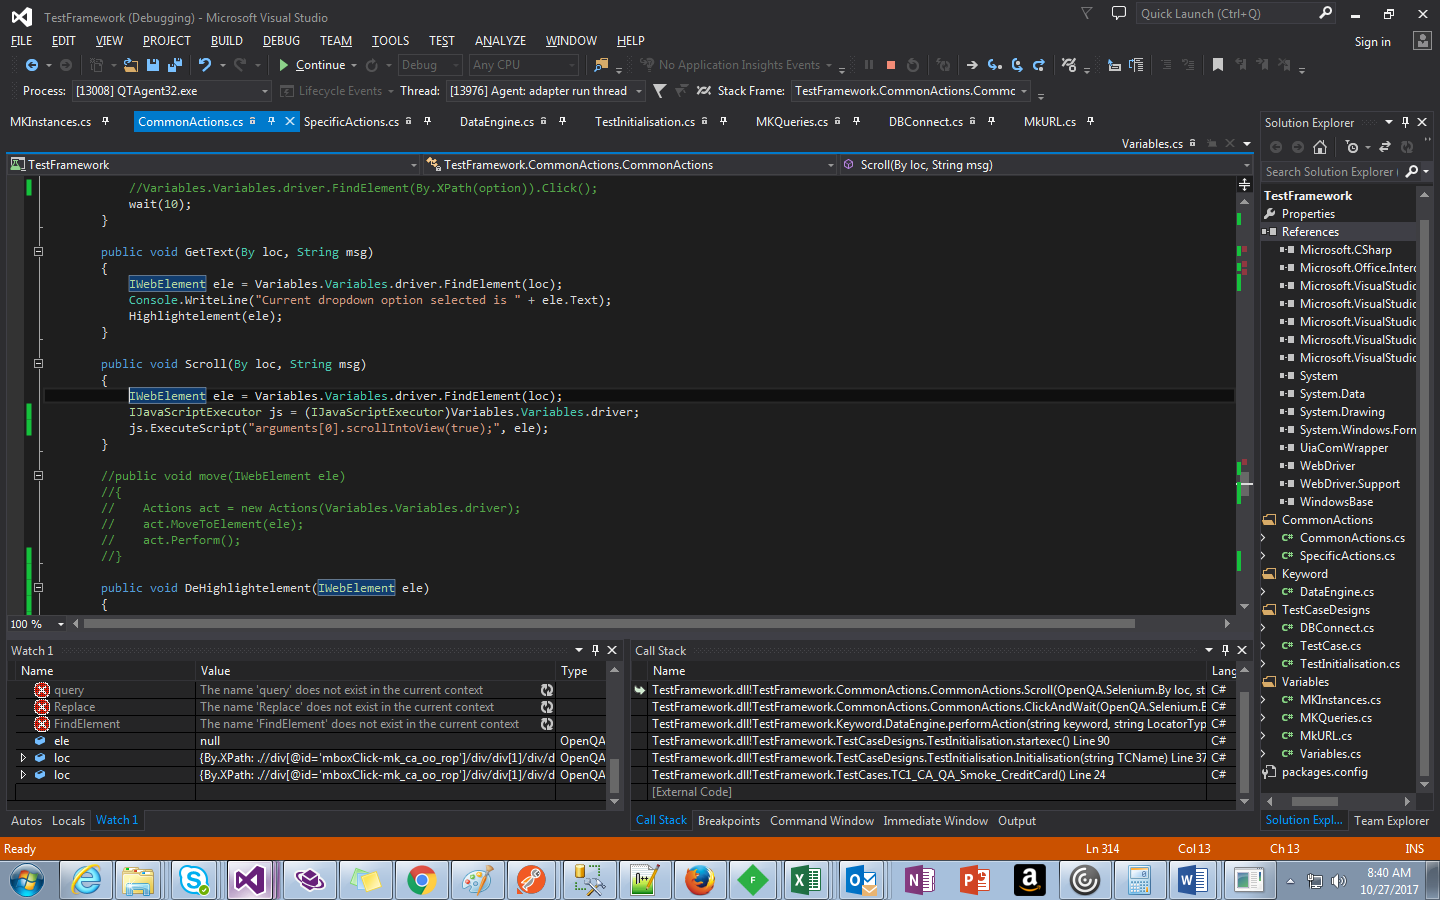 TestFramework (Debugging) - Microsoft Visual Studio
Quick Launch (Ctrl+Q)
FILE EDIT VIEW PROJECT BUILD DEBUG TEAM TOOLS TEST ANALYZE WINDOW HELP
Sign in
Continue Debug Any CPU No Application Insights Events
Process: [13008] QTAgent32.exe Lifecycle Events Thread: [13976] Agent: adapter run thread Stack Frame: TestFramework.CommonActions.Commc
MKInstances.cs CommonActions.cs SpecificActions.cs DataEngine.cs TestInitialisation.cs MKQueries.cs DBConnect.cs MkURL.cs
Variables.cs
TestFramework TestFramework.CommonActions.CommonActions Scroll(By loc, String msg)
//Variables.Variables.driver.FindElement(By.XPath(option)).Click();
wait(10);
}
public void GetText(By loc, String msg)
{
IWebElement ele = Variables.Variables.driver.FindElement(loc);
Console.WriteLine("Current dropdown option selected is " + ele.Text);
Highlightelement(ele);
}
public void Scroll(By loc, String msg)
{
IWebElement ele = Variables.Variables.driver.FindElement(loc);
IJavaScriptExecutor js = (IJavaScriptExecutor)Variables.Variables.driver;
js.ExecuteScript("arguments[0].scrollIntoView(true);", ele);
}
//public void move(IWebElement ele)
//{
//    Actions act = new Actions(Variables.Variables.driver);
//    act.MoveToElement(ele);
//    act.Perform();
//}
public void DeHighlightelement(IWebElement ele)
{
100 %
Solution Explorer
Search Solution Explorer (
TestFramework
Properties
References
Microsoft.CSharp
Microsoft.Office.Interc
Microsoft.VisualStudic
Microsoft.VisualStudic
Microsoft.VisualStudic
Microsoft.VisualStudic
Microsoft.VisualStudic
System
System.Data
System.Drawing
System.Windows.Forn
UiaComWrapper
WebDriver
WebDriver.Support
WindowsBase
CommonActions
C# CommonActions.cs
C# SpecificActions.cs
Keyword
C# DataEngine.cs
TestCaseDesigns
C# DBConnect.cs
C# TestCase.cs
C# TestInitialisation.cs
Variables
C# MKInstances.cs
C# MKQueries.cs
C# MkURL.cs
C# Variables.cs
packages.config
Solution Expl... Team Explorer
Watch 1
Name Value Type
query The name 'query' does not exist in the current context
Replace The name 'Replace' does not exist in the current context
FindElement The name 'FindElement' does not exist in the current context
ele null OpenQA
loc {By.XPath: .//div[@id='mboxClick-mk_ca_oo_rop']/div/div[1]/div/d OpenQA
loc {By.XPath: .//div[@id='mboxClick-mk_ca_oo_rop']/div/div[1]/div/d OpenQA
Autos Locals Watch 1
Call Stack
Name Lang
TestFramework.dll!TestFramework.CommonActions.CommonActions.Scroll(OpenQA.Selenium.By loc, st C#
TestFramework.dll!TestFramework.CommonActions.CommonActions.ClickAndWait(OpenQA.Selenium.E C#
TestFramework.dll!TestFramework.Keyword.DataEngine.performAction(string keyword, string LocatorTyp C#
TestFramework.dll!TestFramework.TestCaseDesigns.TestInitialisation.startexec() Line 90 C#
TestFramework.dll!TestFramework.TestCaseDesigns.TestInitialisation.Initialisation(string TCName) Line 37 C#
TestFramework.dll!TestFramework.TestCases.TC1_CA_QA_Smoke_CreditCard() Line 24 C#
[External Code]
Call Stack Breakpoints Command Window Immediate Window Output
Ready Ln 314 Col 13 Ch 13 INS
8:40 AM
10/27/2017